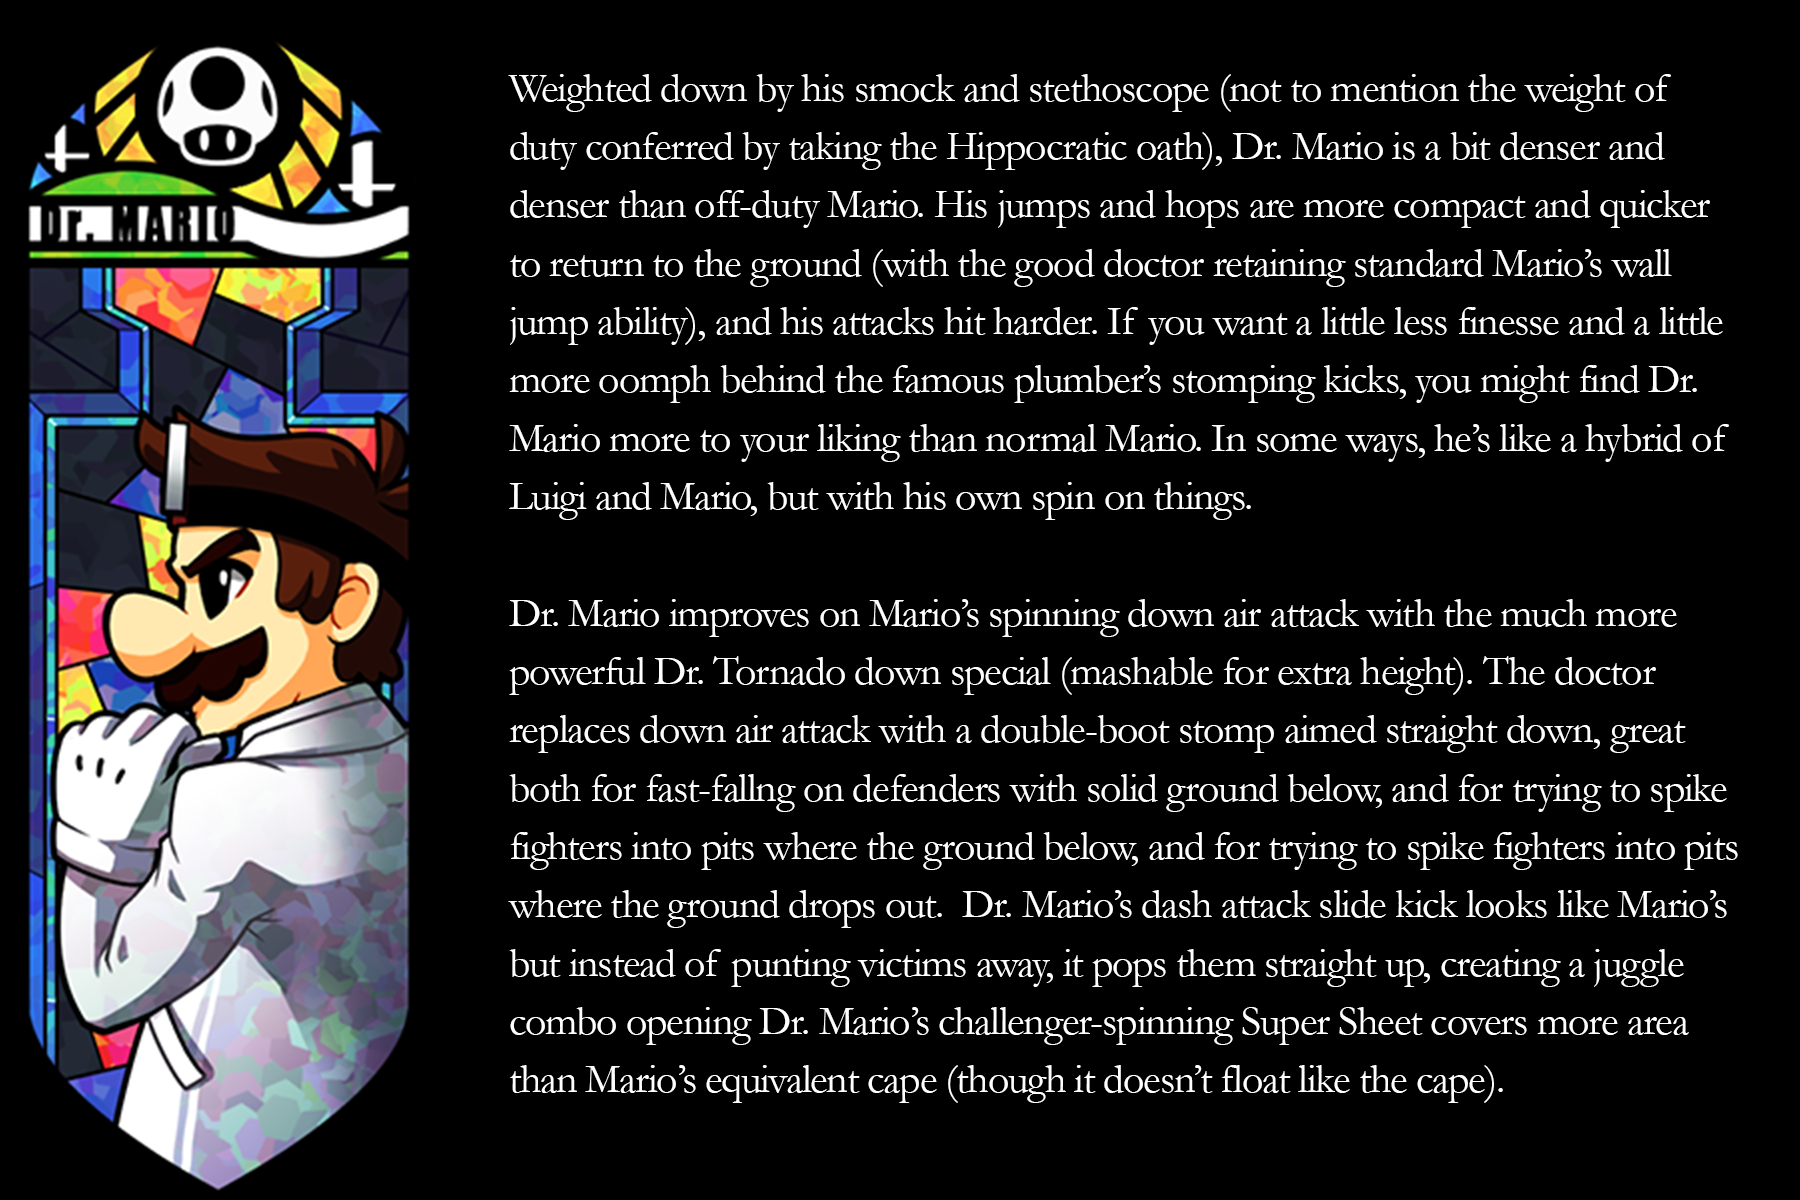 Dr. MARIO
Weighted down by his smock and stethoscope (not to mention the weight of
duty conferred by taking the Hippocratic oath), Dr. Mario is a bit denser and
denser than off-duty Mario. His jumps and hops are more compact and quicker
to return to the ground (with the good doctor retaining standard Mario’s wall
jump ability), and his attacks hit harder. If you want a little less finesse and a little
more oomph behind the famous plumber’s stomping kicks, you might find Dr.
Mario more to your liking than normal Mario. In some ways, he’s like a hybrid of
Luigi and Mario, but with his own spin on things.
Dr. Mario improves on Mario’s spinning down air attack with the much more
powerful Dr. Tornado down special (mashable for extra height). The doctor
replaces down air attack with a double-boot stomp aimed straight down, great
both for fast-fallng on defenders with solid ground below, and for trying to spike
fighters into pits where the ground below, and for trying to spike fighters into pits
where the ground drops out.  Dr. Mario’s dash attack slide kick looks like Mario’s
but instead of punting victims away, it pops them straight up, creating a juggle
combo opening Dr. Mario’s challenger-spinning Super Sheet covers more area
than Mario’s equivalent cape (though it doesn’t float like the cape).